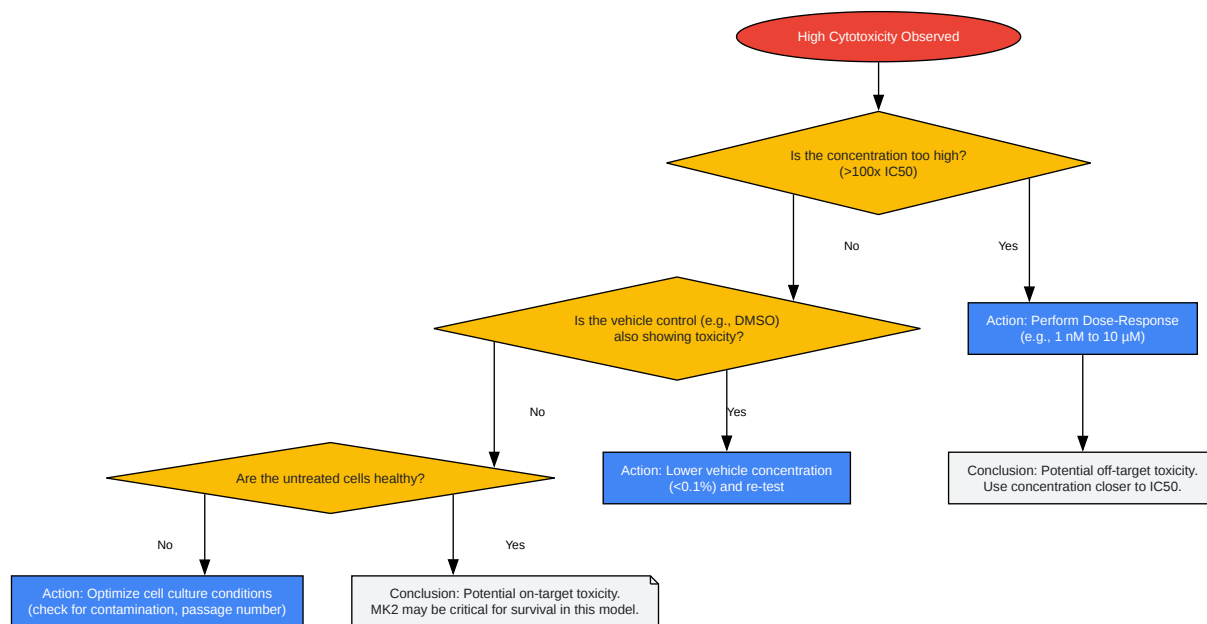 High Cytotoxicity Observed
Is the concentration too high?
(>100x IC50)
No
Yes
Is the vehicle control (e.g., DMSO)
also showing toxicity?
Action: Perform Dose-Response
(e.g., 1 nM to 10 µM)
No
Yes
Are the untreated cells healthy?
Action: Lower vehicle concentration
(<0.1%) and re-test
Conclusion: Potential off-target toxicity.
Use concentration closer to IC50.
No
Yes
Action: Optimize cell culture conditions
(check for contamination, passage number)
Conclusion: Potential on-target toxicity.
MK2 may be critical for survival in this model.